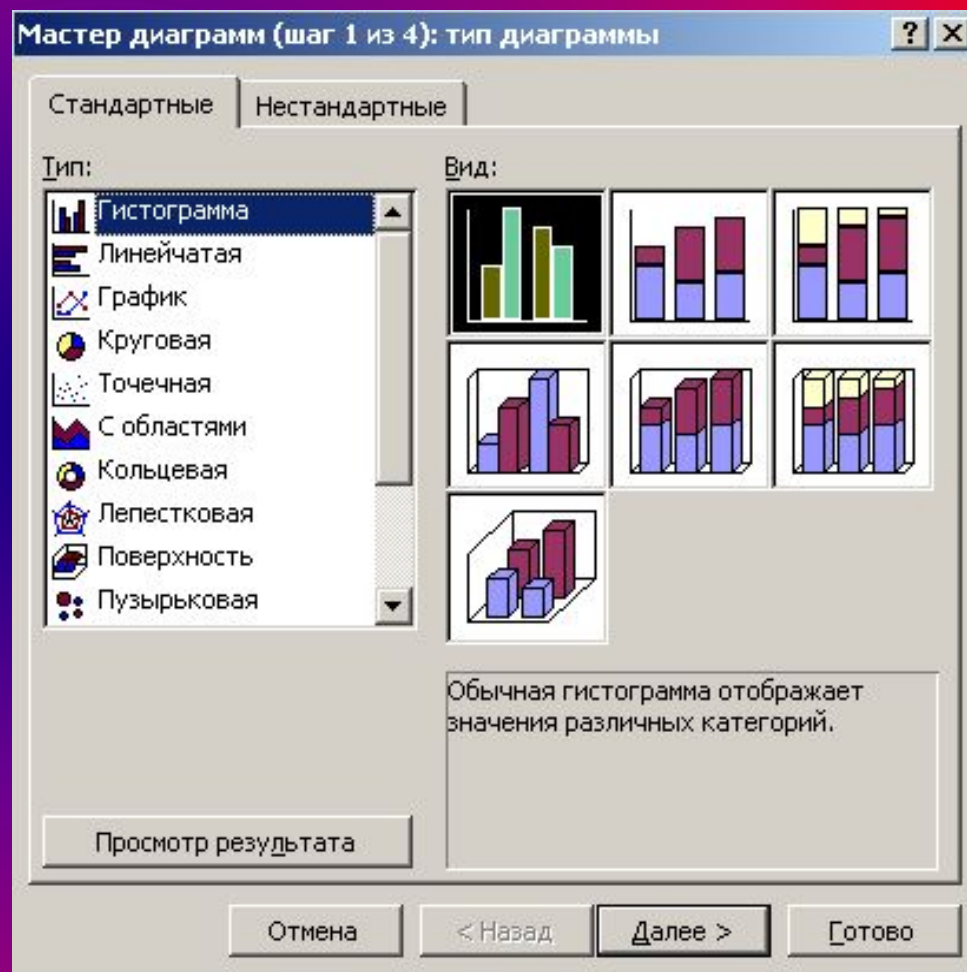 Мастер диаграмм (шаг 1 из 4): тип диаграммы
Стандартные
Нестандартные
Тип:
Гистограмма
Линейчатая
График
Круговая
Точечная
С областями
Кольцевая
Лепестковая
Поверхность
Пузырьковая
Вид:
Обычная гистограмма отображает
значения различных категорий.
Просмотр результата
Отмена
< Назад
Далее >
Готово